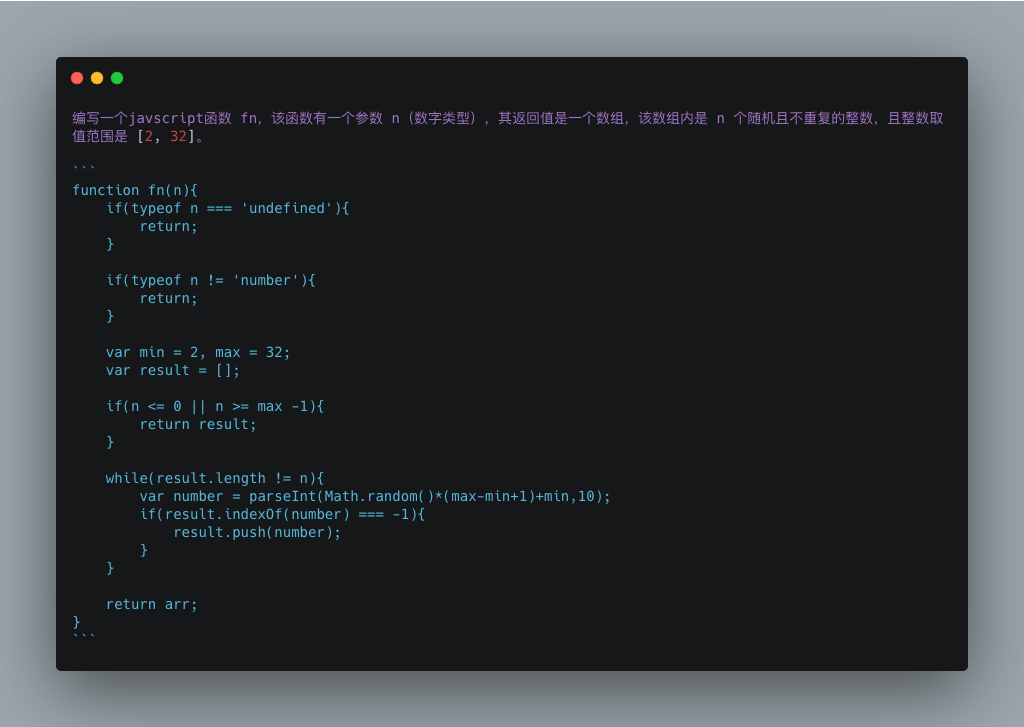 编写一个javscript函数 fn，该函数有一个参数 n（数字类型），其返回值是一个数组，该数组内是 n 个随机且不重复的整数，且整数取
值范围是 [2, 32]。
```
function fn(n){
    if(typeof n === 'undefined'){
        return;
    }
    if(typeof n != 'number'){
        return;
    }
    var min = 2, max = 32;
    var result = [];
    if(n <= 0 || n >= max -1){
        return result;
    }
    while(result.length != n){
        var number = parseInt(Math.random()*(max-min+1)+min,10);
        if(result.indexOf(number) === -1){
            result.push(number);
        }
    }
    return arr;
}
```